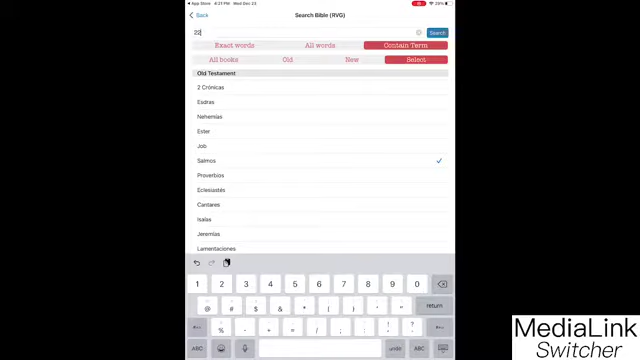 App Store 4:21 PM Wed Dec 23
Back Search Bible (RVG)
22 Search
Exact words All words Contain Term
All books Old New Select
Old Testament
2 Crónicas
Esdras
Nehemías
Ester
Job
Salmos
Proverbios
Eclesiastés
Cantares
Isaías
Jeremías
Lamentaciones
1 2 3 4 5 6 7 8 9 0
@ # $ & * ( ) ' " return
% - + = / ; : ! ?
ABC undo ABC
MediaLink
Switcher